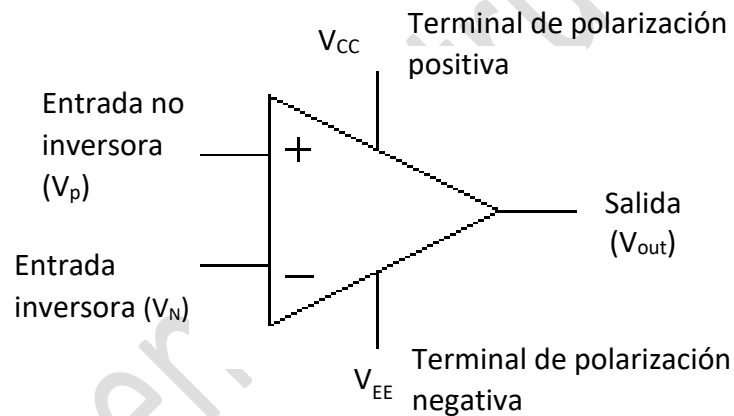 V_CC
Terminal de polarización
positiva
Entrada no
inversora
(V_p)
+
Salida
(V_out)
Entrada
inversora (V_N)
−
V_EE
Terminal de polarización
negativa